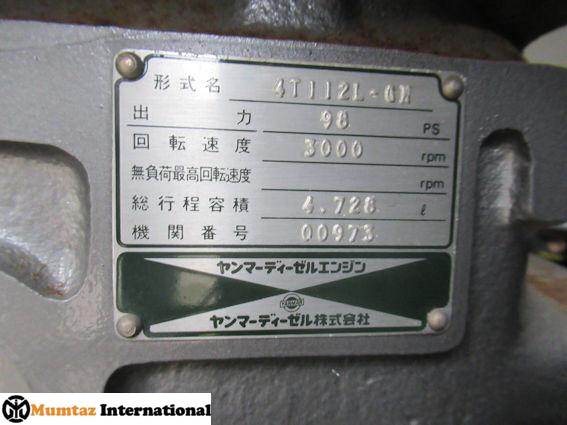 形式名 4T112L-GN
出力 98 PS
回転速度 3000 rpm
無負荷最高回転速度 rpm
総行程容積 4.728 ℓ
機関番号 00973
ヤンマーディーゼルエンジン
YANMAR
ヤンマーディーゼル株式会社
Mumtaz International